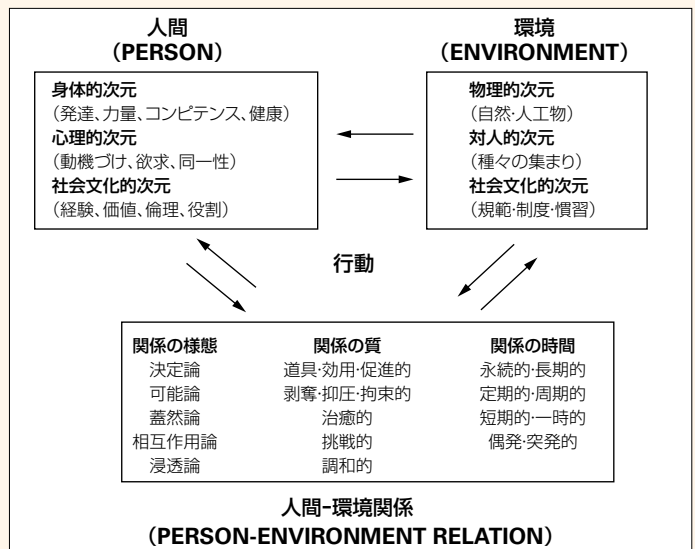 人間
（PERSON）
身体的次元
（発達、力量、コンピテンス、健康）
心理的次元
（動機づけ、欲求、同一性）
社会文化的次元
（経験、価値、倫理、役割）
環境
（ENVIRONMENT）
物理的次元
（自然･人工物）
対人的次元
（種々の集まり）
社会文化的次元
（規範･制度･慣習）
行動
関係の様態
決定論
可能論
蓋然論
相互作用論
浸透論
関係の質
道具･効用･促進的
剥奪･抑圧･拘束的
治癒的
挑戦的
調和的
関係の時間
永続的･長期的
定期的･周期的
短期的･一時的
偶発･突発的
人間-環境関係
（PERSON-ENVIRONMENT RELATION）